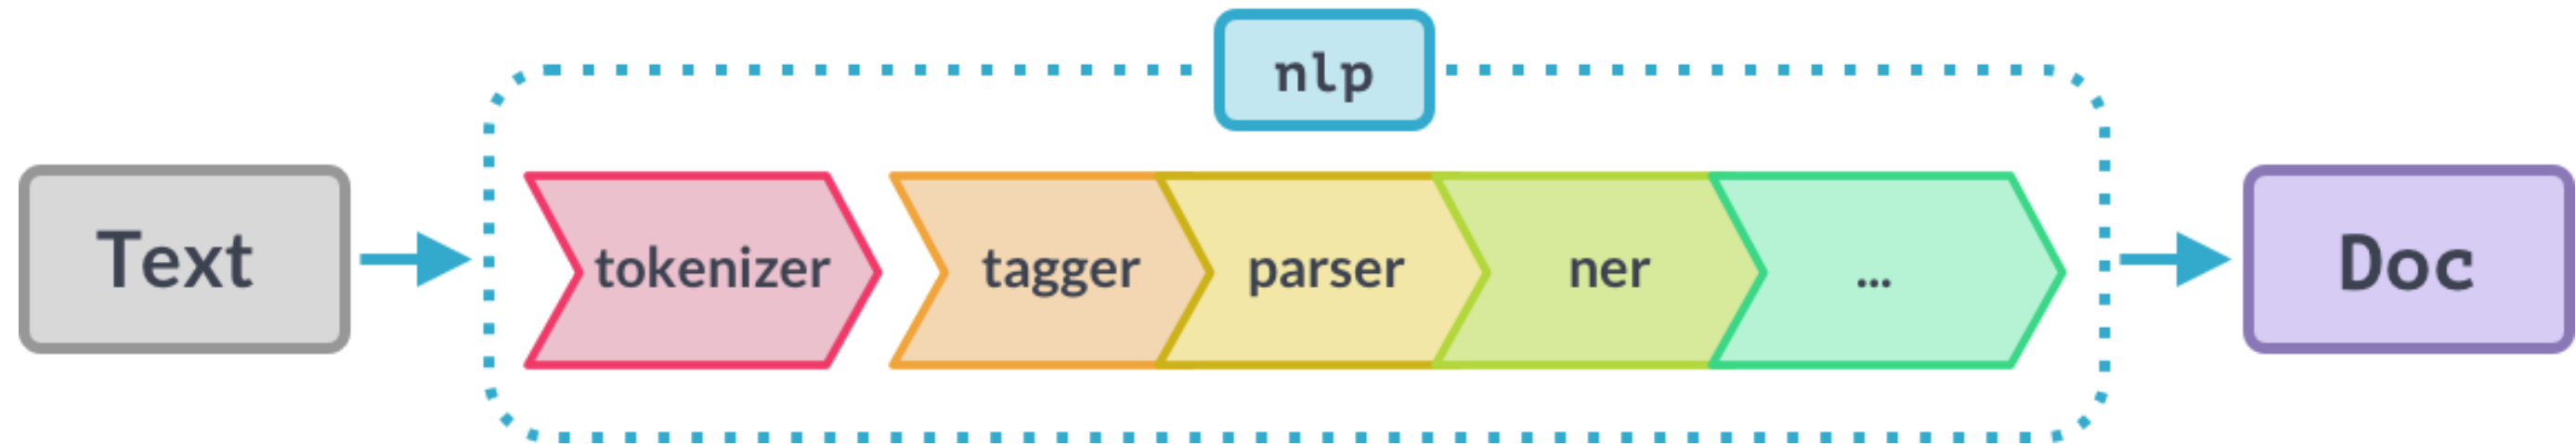 nlp
Text
tokenizer
tagger
parser
ner
...
Doc